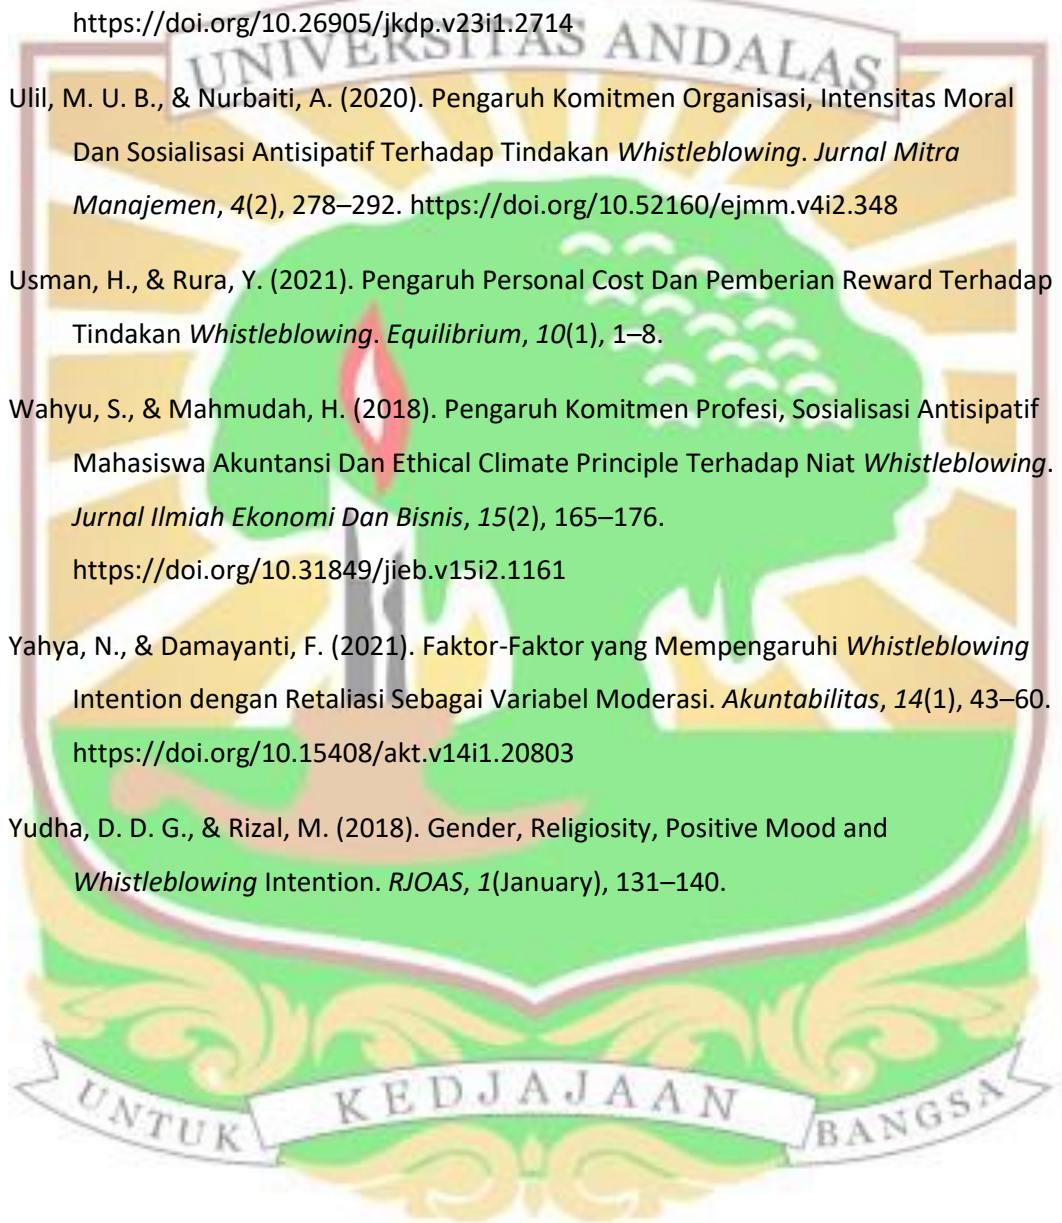 https://doi.org/10.26905/jkdp.v23i1.2714
UNIVERSITAS ANDALAS
Ulil, M. U. B., & Nurbaiti, A. (2020). Pengaruh Komitmen Organisasi, Intensitas Moral
Dan Sosialisasi Antisipatif Terhadap Tindakan Whistleblowing. Jurnal Mitra
Manajemen, 4(2), 278–292. https://doi.org/10.52160/ejmm.v4i2.348
Usman, H., & Rura, Y. (2021). Pengaruh Personal Cost Dan Pemberian Reward Terhadap
Tindakan Whistleblowing. Equilibrium, 10(1), 1–8.
Wahyu, S., & Mahmudah, H. (2018). Pengaruh Komitmen Profesi, Sosialisasi Antisipatif
Mahasiswa Akuntansi Dan Ethical Climate Principle Terhadap Niat Whistleblowing.
Jurnal Ilmiah Ekonomi Dan Bisnis, 15(2), 165–176.
https://doi.org/10.31849/jieb.v15i2.1161
Yahya, N., & Damayanti, F. (2021). Faktor-Faktor yang Mempengaruhi Whistleblowing
Intention dengan Retaliasi Sebagai Variabel Moderasi. Akuntabilitas, 14(1), 43–60.
https://doi.org/10.15408/akt.v14i1.20803
Yudha, D. D. G., & Rizal, M. (2018). Gender, Religiosity, Positive Mood and
Whistleblowing Intention. RJOAS, 1(January), 131–140.
UNTUK KEDJAJAAN BANGSA